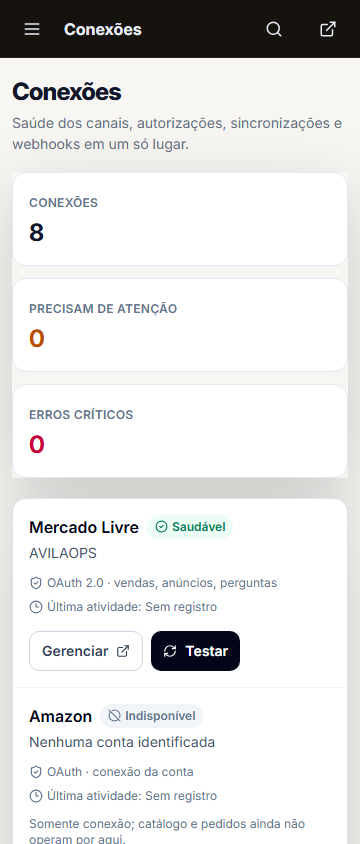 Conexões
Conexões
Saúde dos canais, autorizações, sincronizações e
webhooks em um só lugar.
CONEXÕES
8
PRECISAM DE ATENÇÃO
0
ERROS CRÍTICOS
0
Mercado Livre Saudável
AVILAOPS
OAuth 2.0 · vendas, anúncios, perguntas
Última atividade: Sem registro
Gerenciar Testar
Amazon Indisponível
Nenhuma conta identificada
OAuth · conexão da conta
Última atividade: Sem registro
Somente conexão; catálogo e pedidos ainda não
operam por aqui.